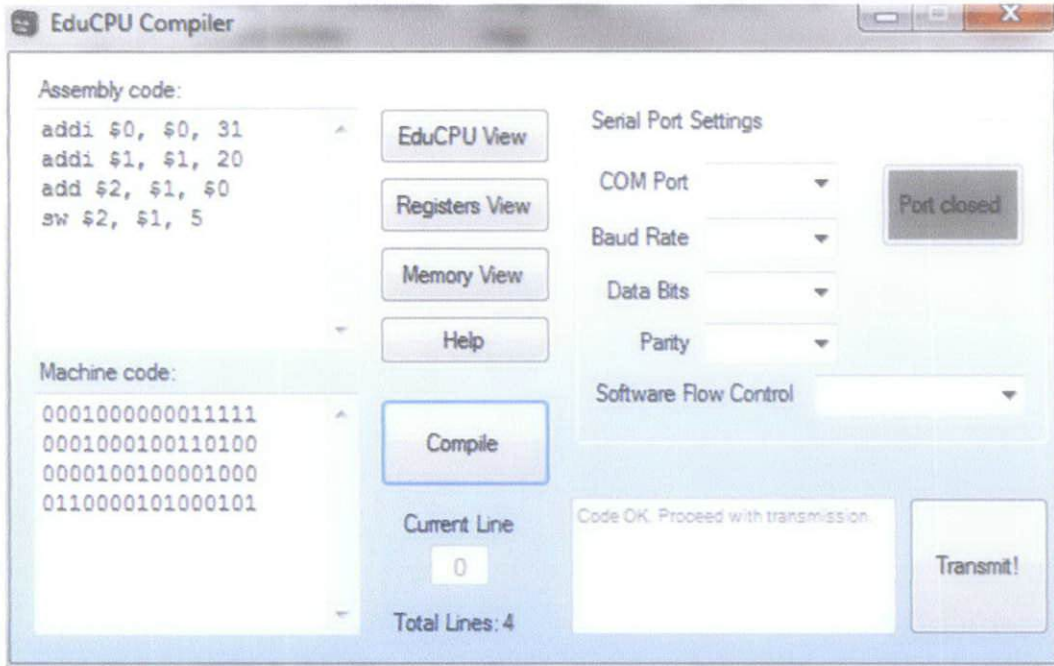 EduCPU Compiler
Assembly code:
addi $0, $0, 31
addi $1, $1, 20
add $2, $1, $0
sw $2, $1, 5
Machine code:
0001000000011111
0001000100110100
0000100100001000
0110000101000101
EduCPU View
Registers View
Memory View
Help
Compile
Current Line
0
Total Lines: 4
Serial Port Settings
COM Port
Baud Rate
Data Bits
Parity
Software Flow Control
Port closed
Code OK. Proceed with transmission.
Transmit!
X